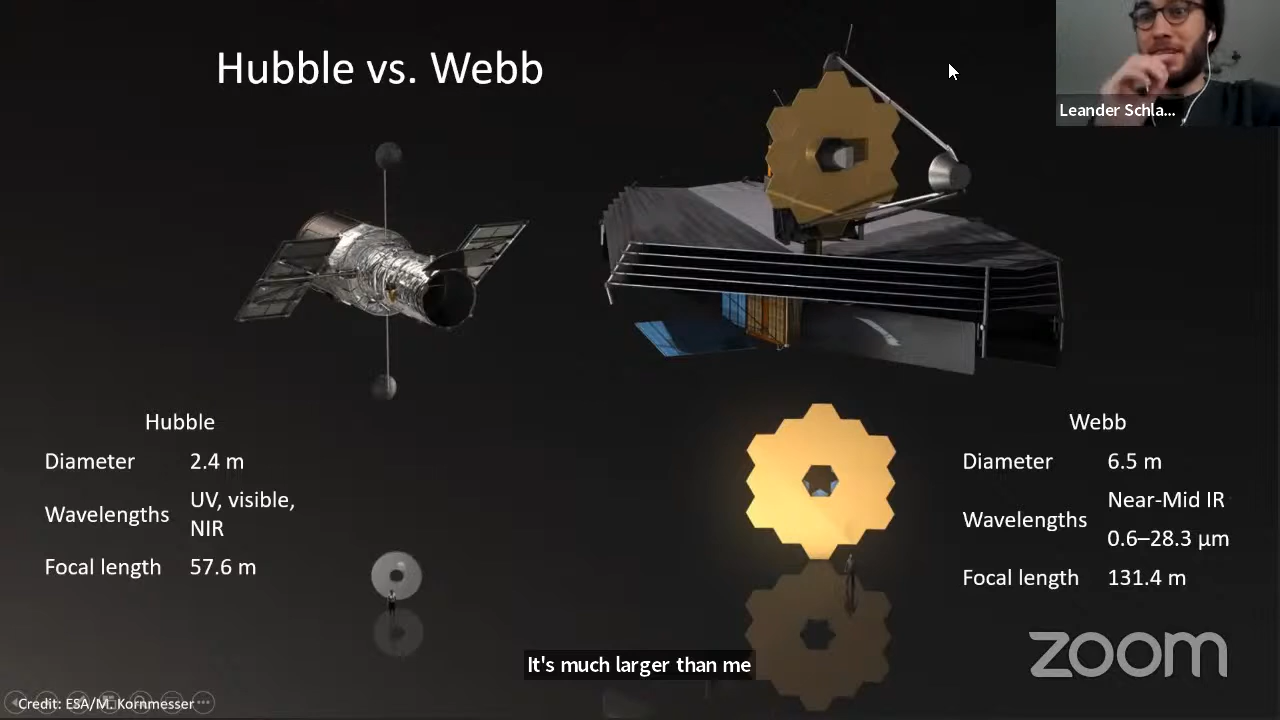 Hubble vs. Webb
Leander Schla...
Hubble
Diameter 2.4 m
Wavelengths UV, visible,
NIR
Focal length 57.6 m
Webb
Diameter 6.5 m
Wavelengths Near-Mid IR
0.6–28.3 µm
Focal length 131.4 m
It's much larger than me
zoom
Credit: ESA/M. Kornmesser